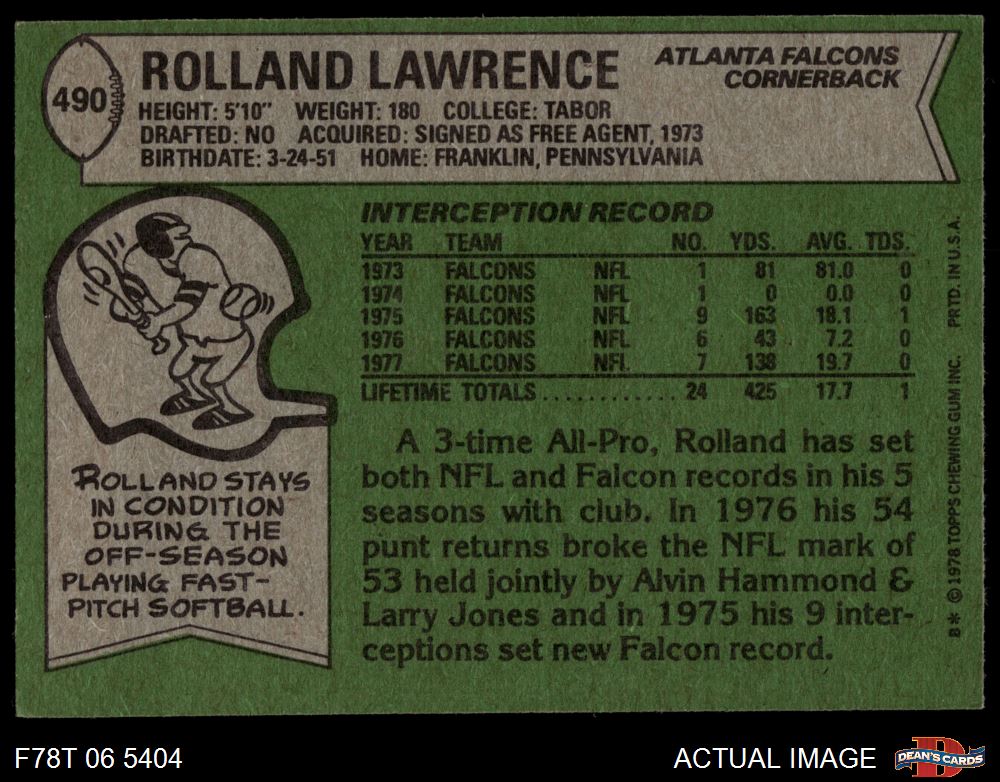 490
ROLLAND LAWRENCE
ATLANTA FALCONS
CORNERBACK
HEIGHT: 5'10" WEIGHT: 180 COLLEGE: TABOR
DRAFTED: NO ACQUIRED: SIGNED AS FREE AGENT, 1973
BIRTHDATE: 3-24-51 HOME: FRANKLIN, PENNSYLVANIA
INTERCEPTION RECORD
YEAR TEAM NO. YDS. AVG. TDS.
1973 FALCONS NFL 1 81 81.0 0
1974 FALCONS NFL 1 0 0.0 0
1975 FALCONS NFL 9 163 18.1 1
1976 FALCONS NFL 6 43 7.2 0
1977 FALCONS NFL 7 138 19.7 0
LIFETIME TOTALS............ 24 425 17.7 1
A 3-time All-Pro, Rolland has set
both NFL and Falcon records in his 5
seasons with club. In 1976 his 54
punt returns broke the NFL mark of
53 held jointly by Alvin Hammond &
Larry Jones and in 1975 his 9 inter-
ceptions set new Falcon record.
ROLLAND STAYS
IN CONDITION
DURING THE
OFF-SEASON
PLAYING FAST-
PITCH SOFTBALL.
B* © 1978 TOPPS CHEWING GUM INC. PRTD. IN U.S.A.
F78T 06 5404
ACTUAL IMAGE
D
DEAN'S CARDS